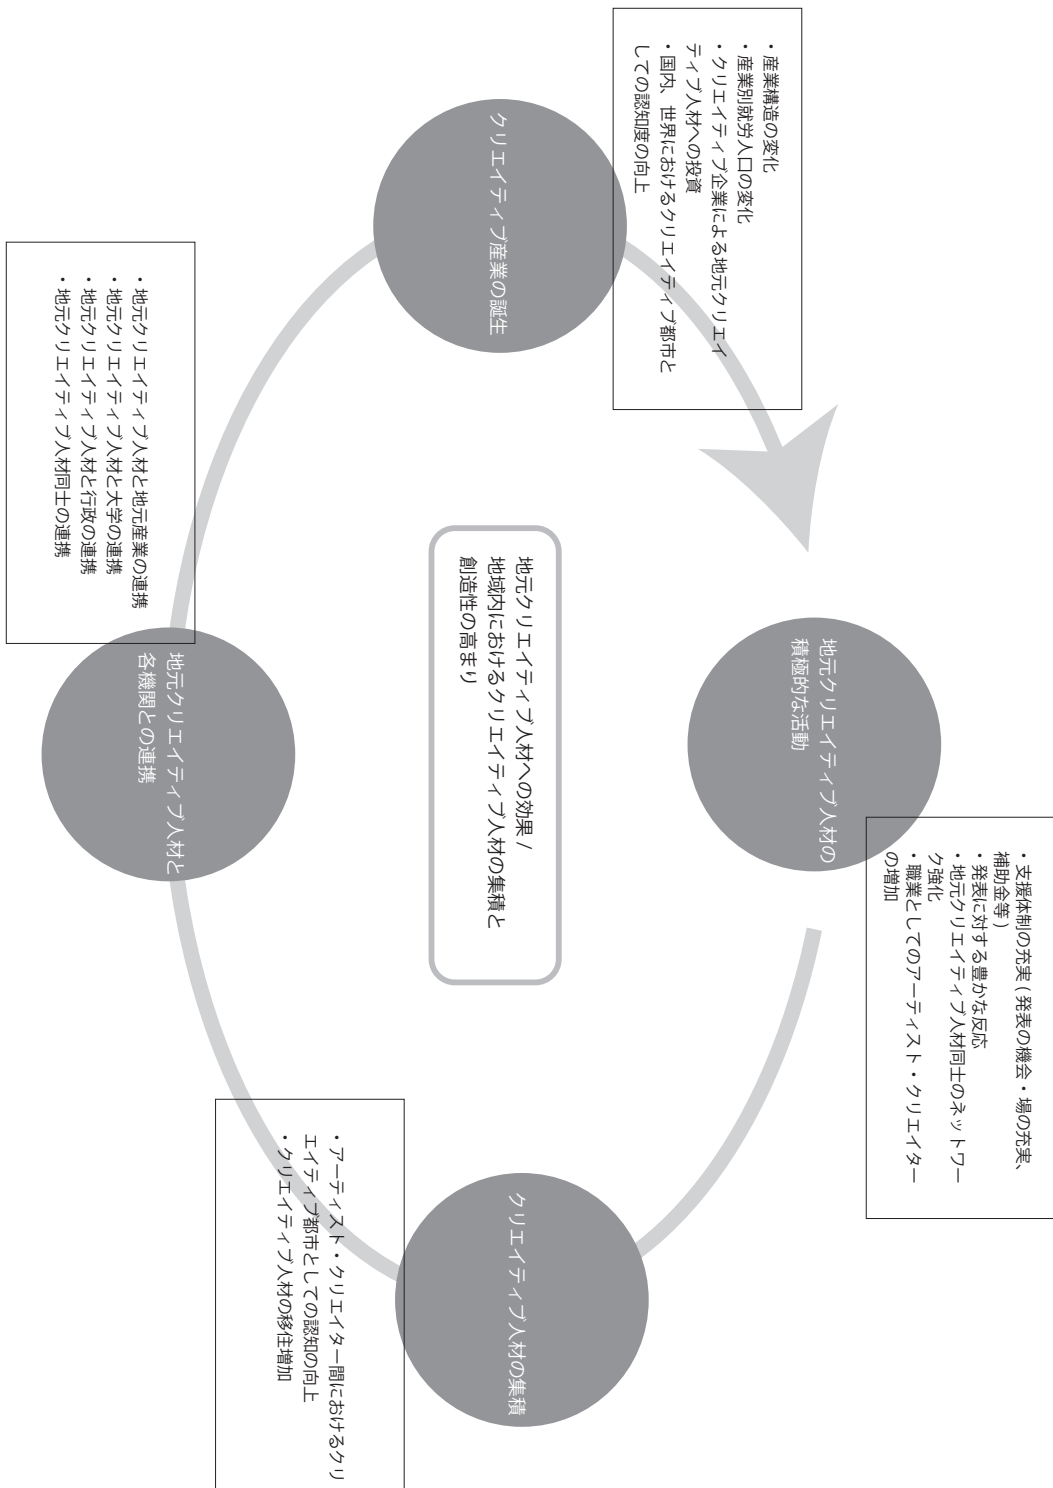 地元クリエイティブ人材への効果 /
地域内におけるクリエイティブ人材の集積と
創造性の高まり
地元クリエイティブ人材の
積極的な活動
・支援体制の充実 ( 発表の機会・場の充実、
補助金等 )
・発表に対する豊かな反応
・地元クリエイティブ人材同士のネットワー
ク強化
・職業としてのアーティスト・クリエイター
の増加
クリエイティブ人材の集積
・アーティスト・クリエイター間におけるクリ
エイティブ都市としての認知の向上
・クリエイティブ人材の移住増加
地元クリエイティブ人材と
各機関との連携
・地元クリエイティブ人材と地元産業の連携
・地元クリエイティブ人材と大学の連携
・地元クリエイティブ人材と行政の連携
・地元クリエイティブ人材同士の連携
クリエイティブ産業の誕生
・産業構造の変化
・産業別就労人口の変化
・クリエイティブ企業による地元クリエイ
ティブ人材への投資
・国内、世界におけるクリエイティブ都市と
しての認知度の向上